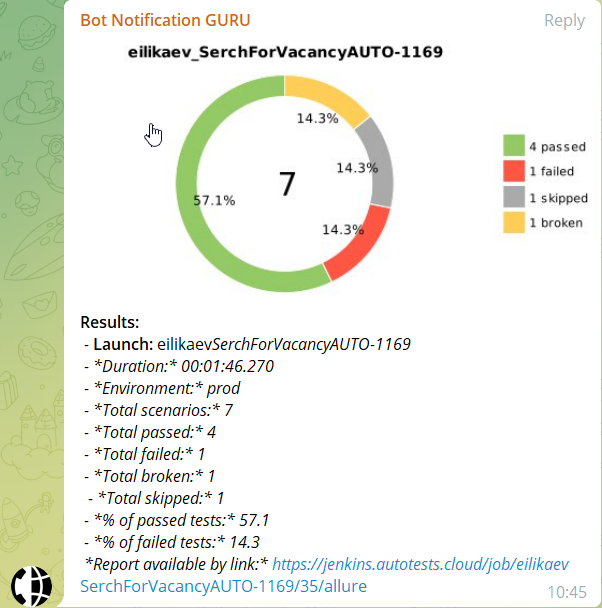 Bot Notification GURU
Reply
eilikaev_SerchForVacancyAUTO-1169
14.3%
14.3%
57.1%
7
14.3%
4 passed
1 failed
1 skipped
1 broken
Results:
- Launch: eilikaevSerchForVacancyAUTO-1169
- *Duration:* 00:01:46.270
- *Environment:* prod
- *Total scenarios:* 7
- *Total passed:* 4
- *Total failed:* 1
- *Total broken:* 1
- *Total skipped:* 1
- *% of passed tests:* 57.1
- *% of failed tests:* 14.3
*Report available by link:* https://jenkins.autotests.cloud/job/eilikaev
SerchForVacancyAUTO-1169/35/allure
10:45